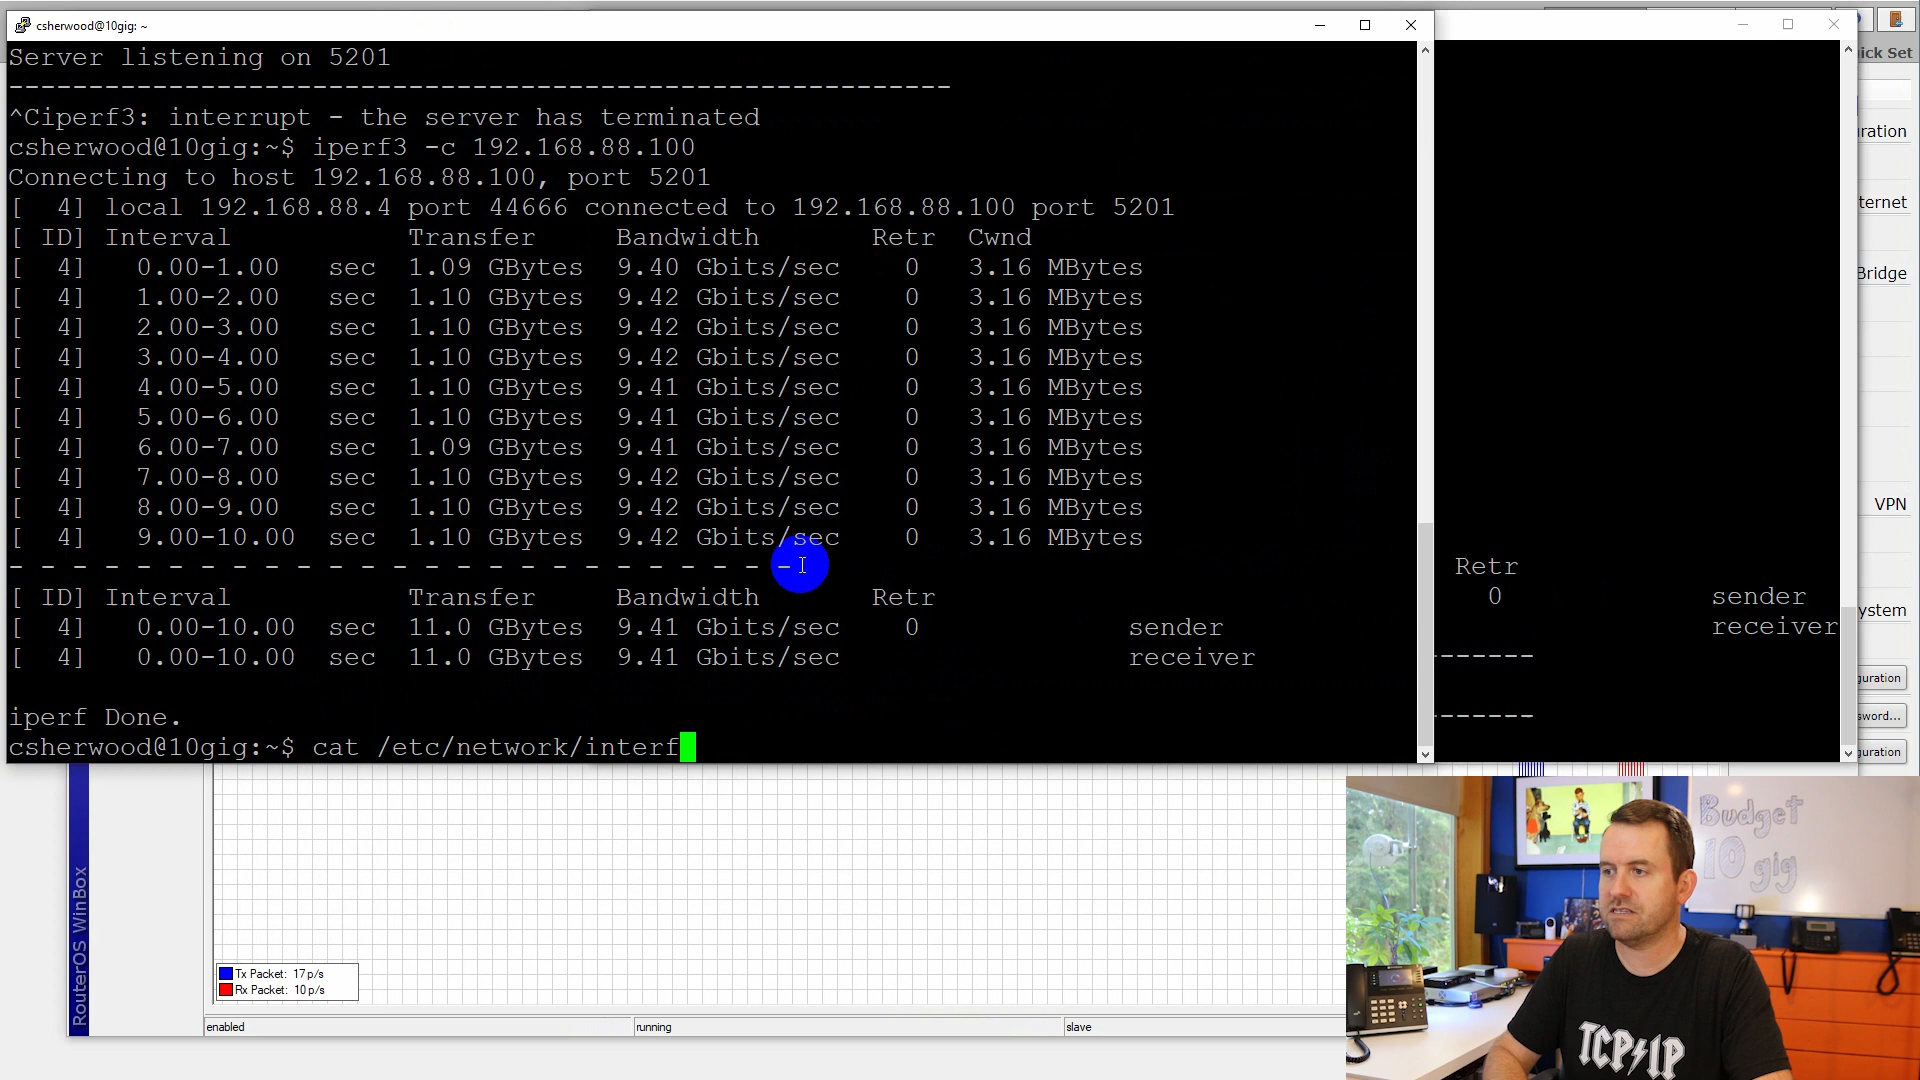 csherwood@10gig: ~
Server listening on 5201
-----------------------------------------------------------
^Ciperf3: interrupt - the server has terminated
csherwood@10gig:~$ iperf3 -c 192.168.88.100
Connecting to host 192.168.88.100, port 5201
[  4] local 192.168.88.4 port 44666 connected to 192.168.88.100 port 5201
[ ID] Interval           Transfer     Bandwidth       Retr  Cwnd
[  4]   0.00-1.00   sec  1.09 GBytes  9.40 Gbits/sec    0   3.16 MBytes
[  4]   1.00-2.00   sec  1.10 GBytes  9.42 Gbits/sec    0   3.16 MBytes
[  4]   2.00-3.00   sec  1.10 GBytes  9.42 Gbits/sec    0   3.16 MBytes
[  4]   3.00-4.00   sec  1.10 GBytes  9.42 Gbits/sec    0   3.16 MBytes
[  4]   4.00-5.00   sec  1.10 GBytes  9.41 Gbits/sec    0   3.16 MBytes
[  4]   5.00-6.00   sec  1.10 GBytes  9.41 Gbits/sec    0   3.16 MBytes
[  4]   6.00-7.00   sec  1.09 GBytes  9.41 Gbits/sec    0   3.16 MBytes
[  4]   7.00-8.00   sec  1.10 GBytes  9.42 Gbits/sec    0   3.16 MBytes
[  4]   8.00-9.00   sec  1.10 GBytes  9.42 Gbits/sec    0   3.16 MBytes
[  4]   9.00-10.00  sec  1.10 GBytes  9.42 Gbits/sec    0   3.16 MBytes
- - - - - - - - - - - - - - - - - - - - - - - - -
[ ID] Interval           Transfer     Bandwidth       Retr
[  4]   0.00-10.00  sec  11.0 GBytes  9.41 Gbits/sec    0             sender
[  4]   0.00-10.00  sec  11.0 GBytes  9.41 Gbits/sec                  receiver
iperf Done.
csherwood@10gig:~$ cat /etc/network/interf
Retr
0 sender
receiver
-------
-------
ick Set
uration
ternet
Bridge
VPN
ystem
guration
sword...
guration
RouterOS WinBox
Tx Packet: 17 p/s
Rx Packet: 10 p/s
enabled
running
slave
Budget
10 gig
TCP/IP